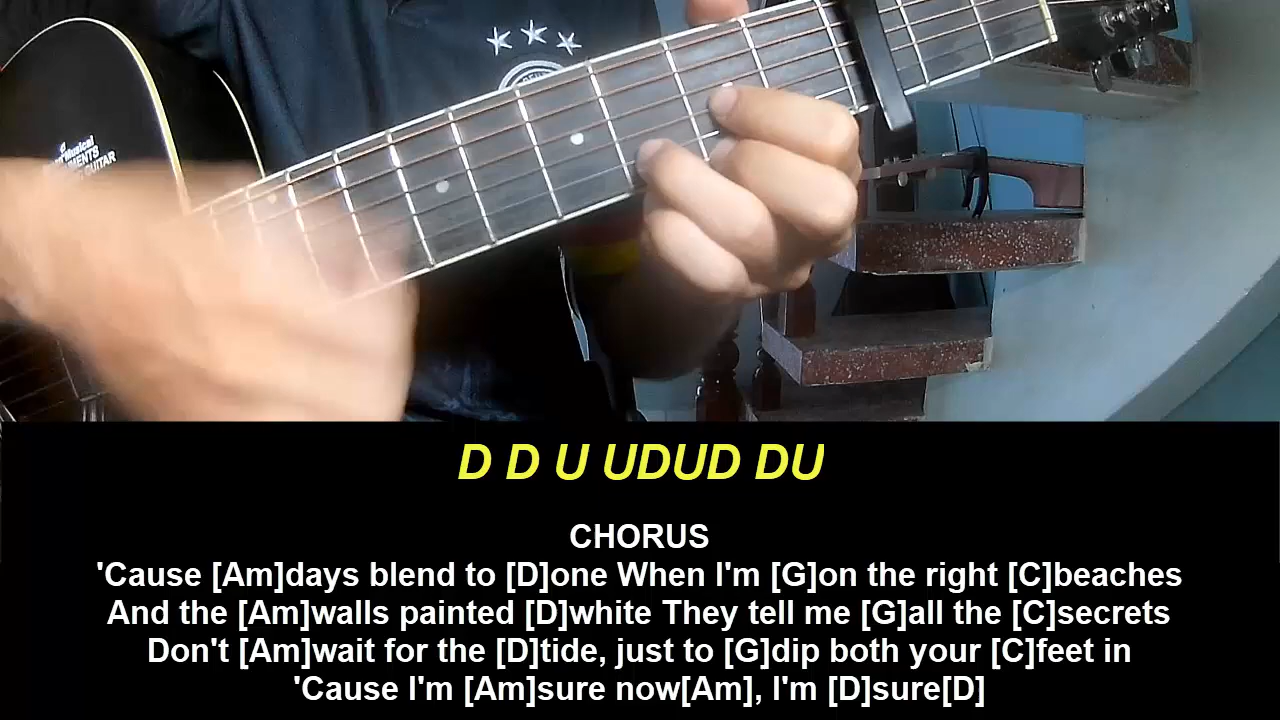 D D U UDUD DU
CHORUS
'Cause [Am]days blend to [D]one When I'm [G]on the right [C]beaches
And the [Am]walls painted [D]white They tell me [G]all the [C]secrets
Don't [Am]wait for the [D]tide, just to [G]dip both your [C]feet in
'Cause I'm [Am]sure now[Am], I'm [D]sure[D]